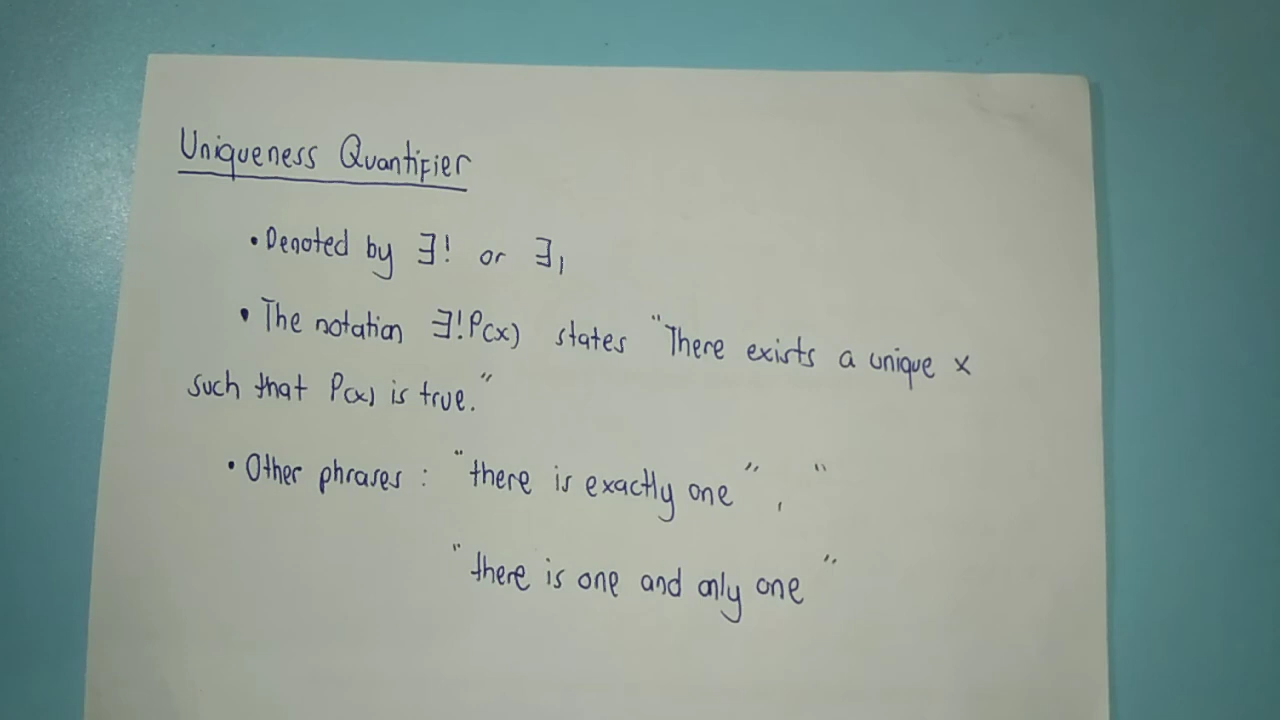 Uniqueness Quantifier
• Denoted by ∃! or ∃₁
• The notation ∃!P(x) states "There exists a unique x
such that P(x) is true."
• Other phrases : "there is exactly one", "
"there is one and only one"